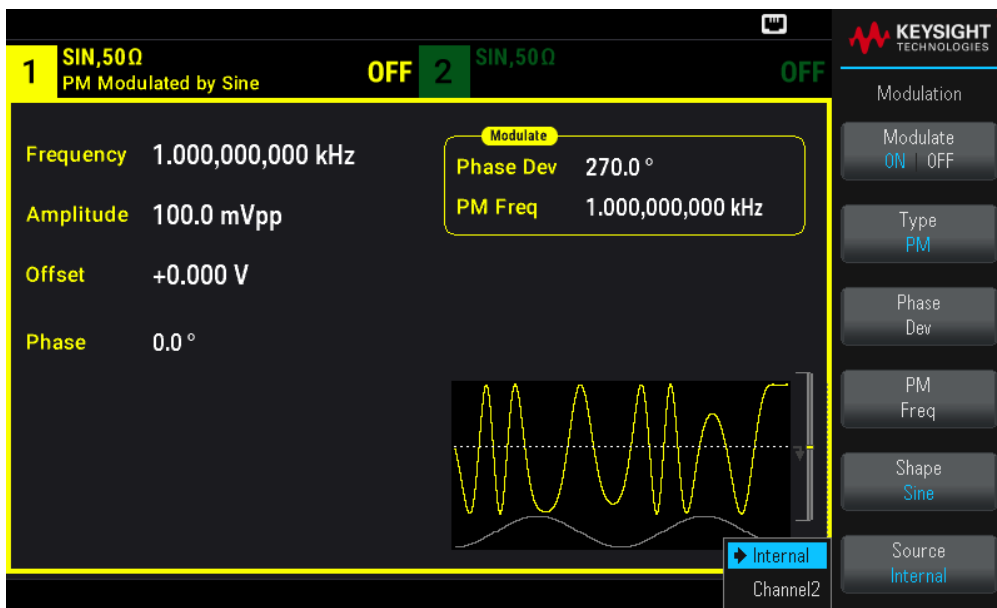 1
SIN,50Ω
PM Modulated by Sine
OFF
2
SIN,50Ω
OFF
Frequency 1.000,000,000 kHz
Amplitude 100.0 mVpp
Offset +0.000 V
Phase 0.0 °
Modulate
Phase Dev 270.0 °
PM Freq 1.000,000,000 kHz
Internal
Channel2
KEYSIGHT
TECHNOLOGIES
Modulation
Modulate
ON | OFF
Type
PM
Phase
Dev
PM
Freq
Shape
Sine
Source
Internal